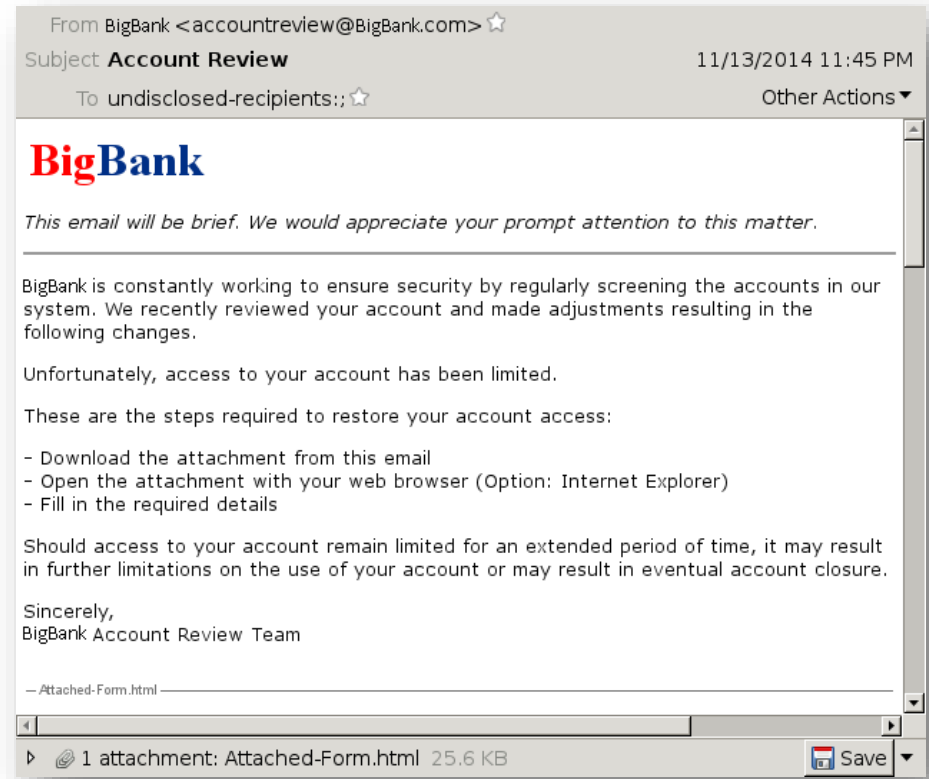 From BigBank <accountreview@BigBank.com>
Subject Account Review 11/13/2014 11:45 PM
To undisclosed-recipients:; Other Actions
BigBank
This email will be brief. We would appreciate your prompt attention to this matter.
BigBank is constantly working to ensure security by regularly screening the accounts in our
system. We recently reviewed your account and made adjustments resulting in the
following changes.
Unfortunately, access to your account has been limited.
These are the steps required to restore your account access:
- Download the attachment from this email
- Open the attachment with your web browser (Option: Internet Explorer)
- Fill in the required details
Should access to your account remain limited for an extended period of time, it may result
in further limitations on the use of your account or may result in eventual account closure.
Sincerely,
BigBank Account Review Team
Attached-Form.html
1 attachment: Attached-Form.html 25.6 KB Save